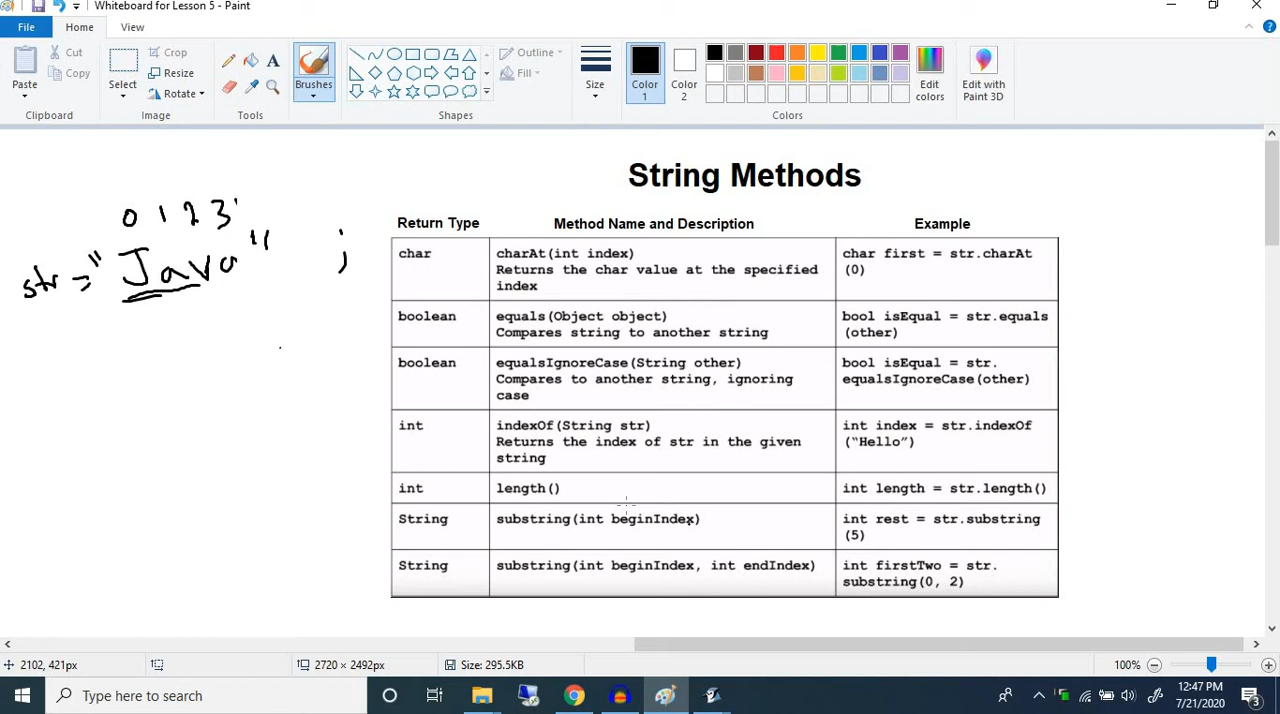 Whiteboard for Lesson 5 - Paint
File Home View
Paste
Cut
Copy
Clipboard
Select
Crop
Resize
Rotate
Image
A
Tools
Brushes
Outline
Fill
Shapes
Size
Color 1
Color 2
Edit colors
Edit with Paint 3D
Colors
0 1 2 3
str = "Java" ;
String Methods
Return Type Method Name and Description Example
char
charAt(int index)
Returns the char value at the specified
index
char first = str.charAt
(0)
boolean
equals(Object object)
Compares string to another string
bool isEqual = str.equals
(other)
boolean
equalsIgnoreCase(String other)
Compares to another string, ignoring
case
bool isEqual = str.
equalsIgnoreCase(other)
int
indexOf(String str)
Returns the index of str in the given
string
int index = str.indexOf
(“Hello”)
int
length()
int length = str.length()
String
substring(int beginIndex)
int rest = str.substring
(5)
String
substring(int beginIndex, int endIndex)
int firstTwo = str.
substring(0, 2)
2102, 421px
2720 × 2492px
Size: 295.5KB
100%
Type here to search
12:47 PM
7/21/2020
3